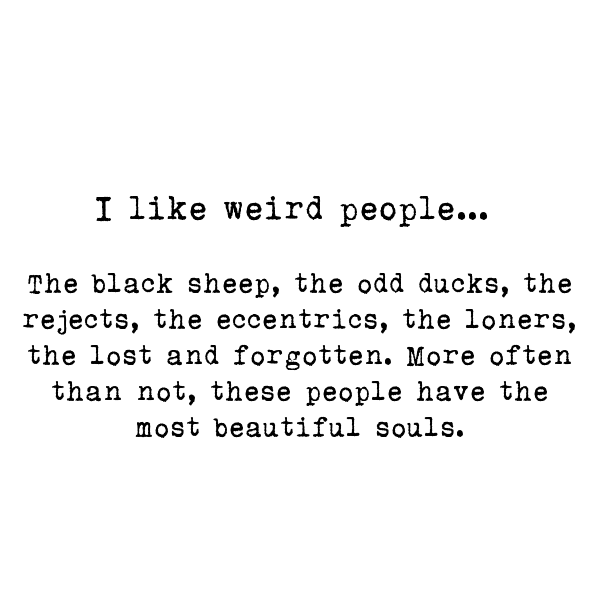 I like weird people...
The black sheep, the odd ducks, the
rejects, the eccentrics, the loners,
the lost and forgotten. More often
than not, these people have the
most beautiful souls.